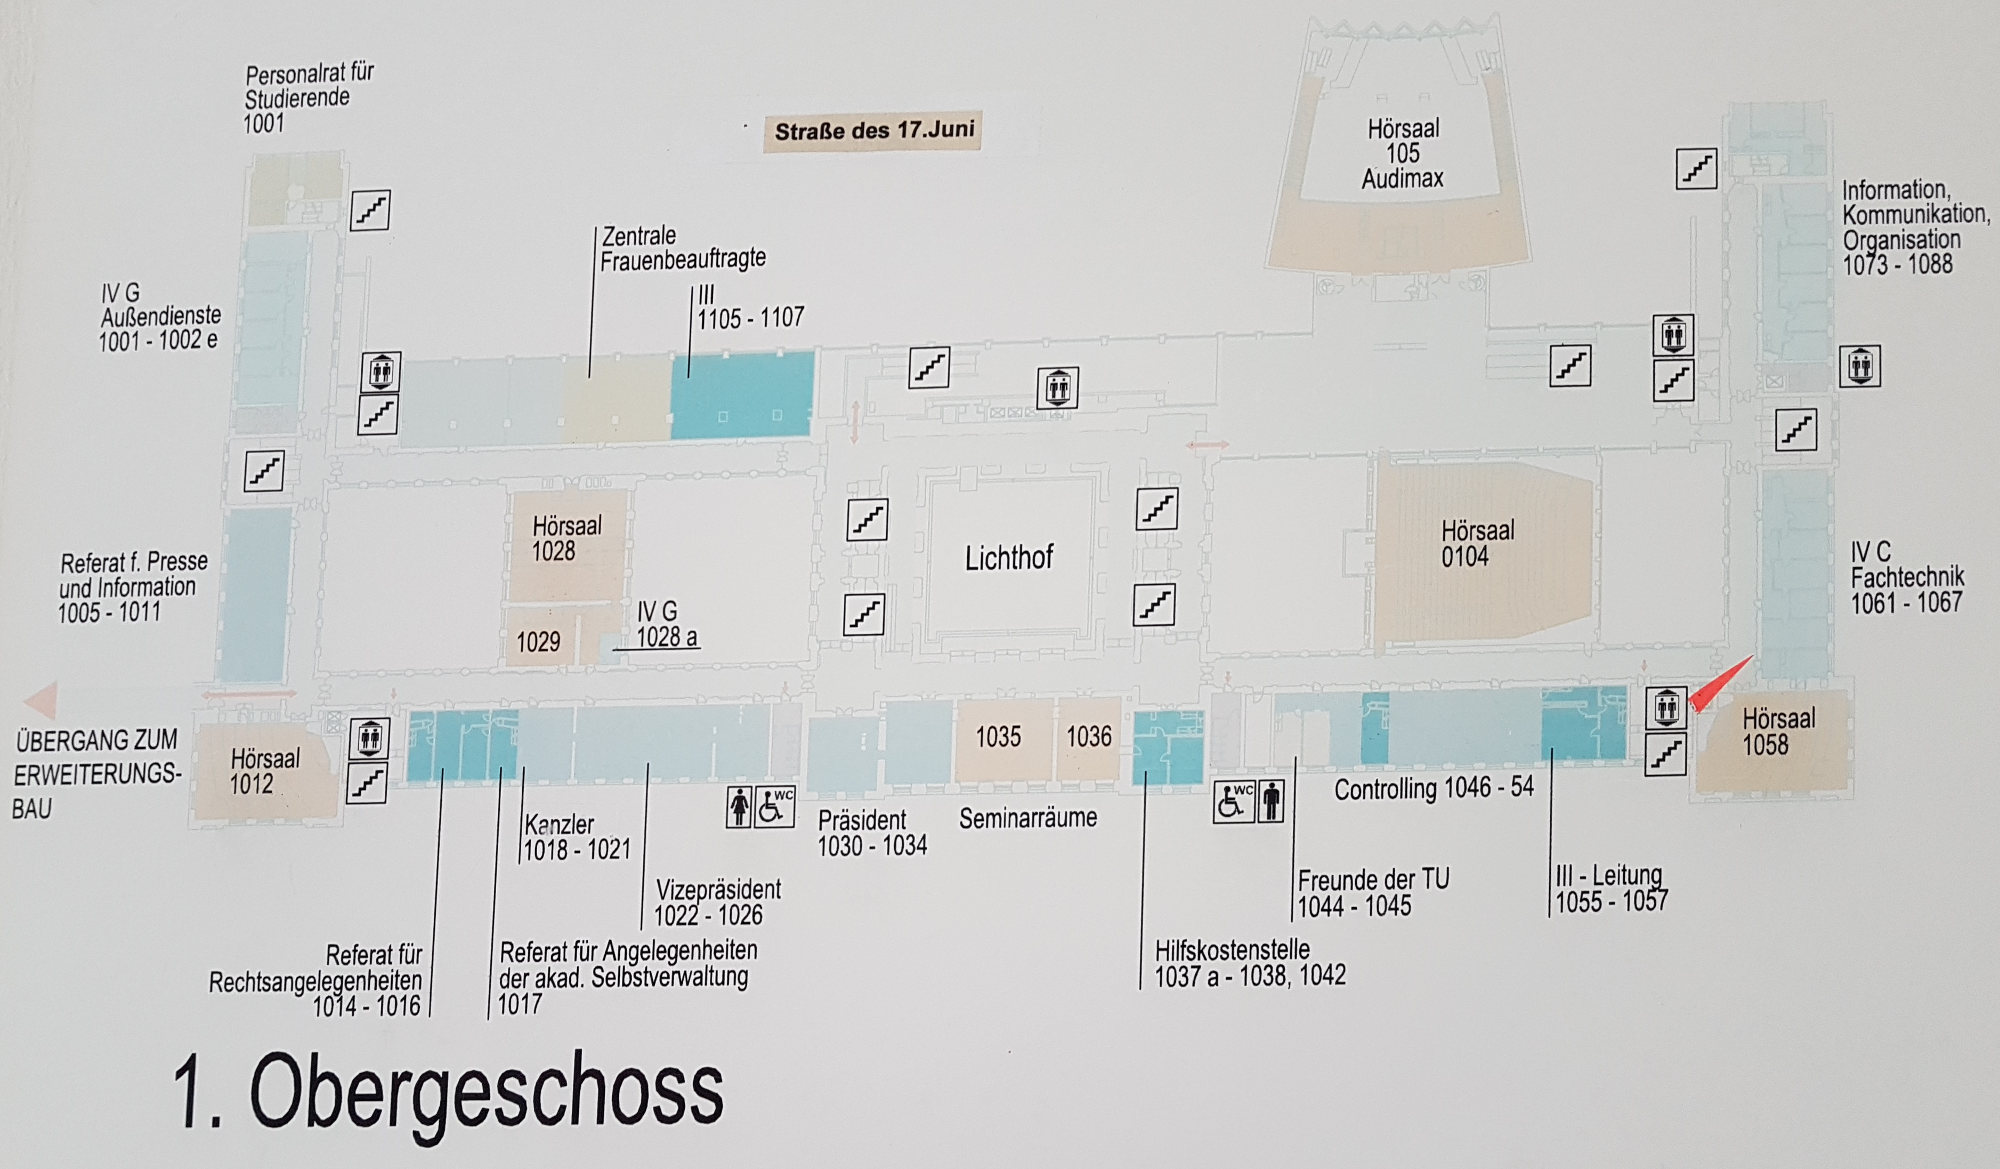 Personalrat für
Studierende
1001
Straße des 17.Juni
Hörsaal
105
Audimax
Information,
Kommunikation,
Organisation
1073 - 1088
Zentrale
Frauenbeauftragte
III
1105 - 1107
IV G
Außendienste
1001 - 1002 e
Referat f. Presse
und Information
1005 - 1011
Hörsaal
1028
1029
IV G
1028 a
Lichthof
Hörsaal
0104
IV C
Fachtechnik
1061 - 1067
ÜBERGANG ZUM
ERWEITERUNGS-
BAU
Hörsaal
1012
1035
1036
Hörsaal
1058
Kanzler
1018 - 1021
WC
Präsident
1030 - 1034
Seminarräume
WC
Controlling 1046 - 54
Vizepräsident
1022 - 1026
Freunde der TU
1044 - 1045
III - Leitung
1055 - 1057
Referat für
Rechtsangelegenheiten
1014 - 1016
Referat für Angelegenheiten
der akad. Selbstverwaltung
1017
Hilfskostenstelle
1037 a - 1038, 1042
1. Obergeschoss